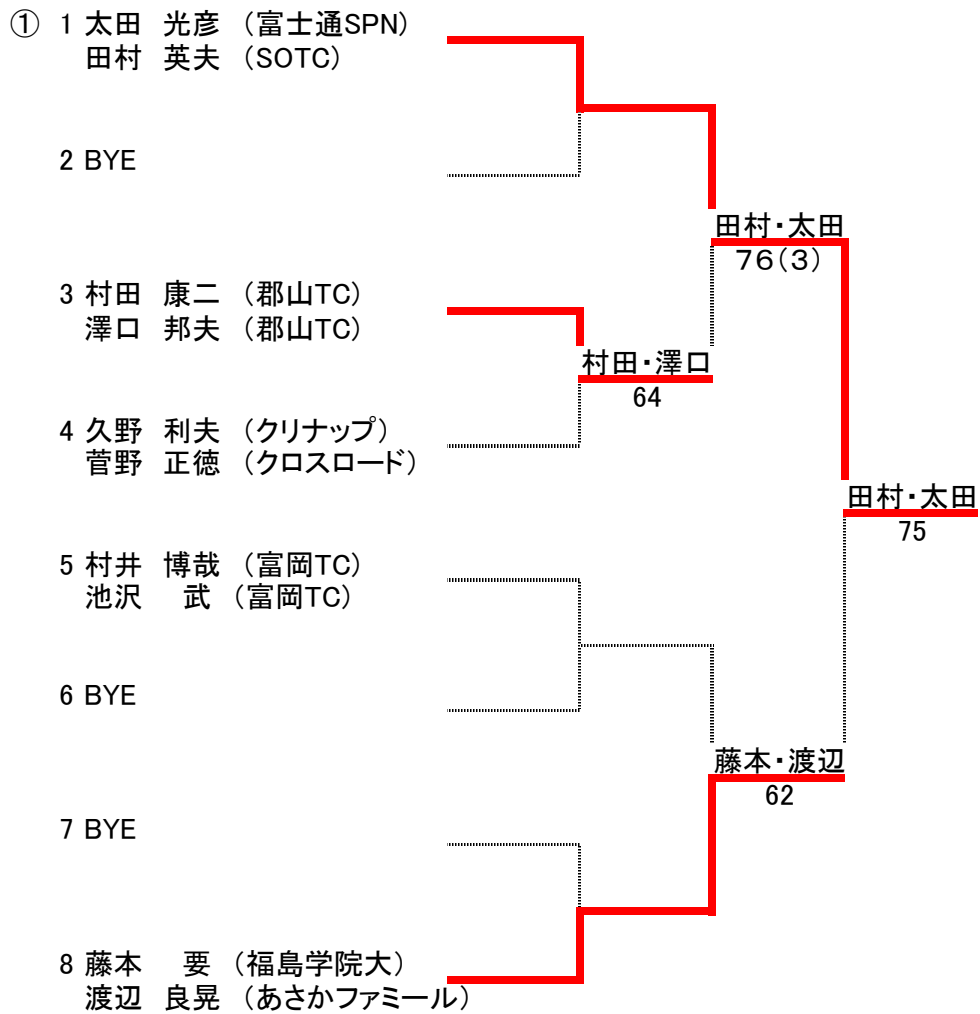 ① 1 太田 光彦 (富士通SPN)
田村 英夫 (SOTC)
2 BYE
田村・太田
76(3)
3 村田 康二 (郡山TC)
澤口 邦夫 (郡山TC)
村田・澤口
64
4 久野 利夫 (クリナップ)
菅野 正徳 (クロスロード)
田村・太田
75
5 村井 博哉 (富岡TC)
池沢 武 (富岡TC)
6 BYE
藤本・渡辺
62
7 BYE
8 藤本 要 (福島学院大)
渡辺 良晃 (あさかファミール)